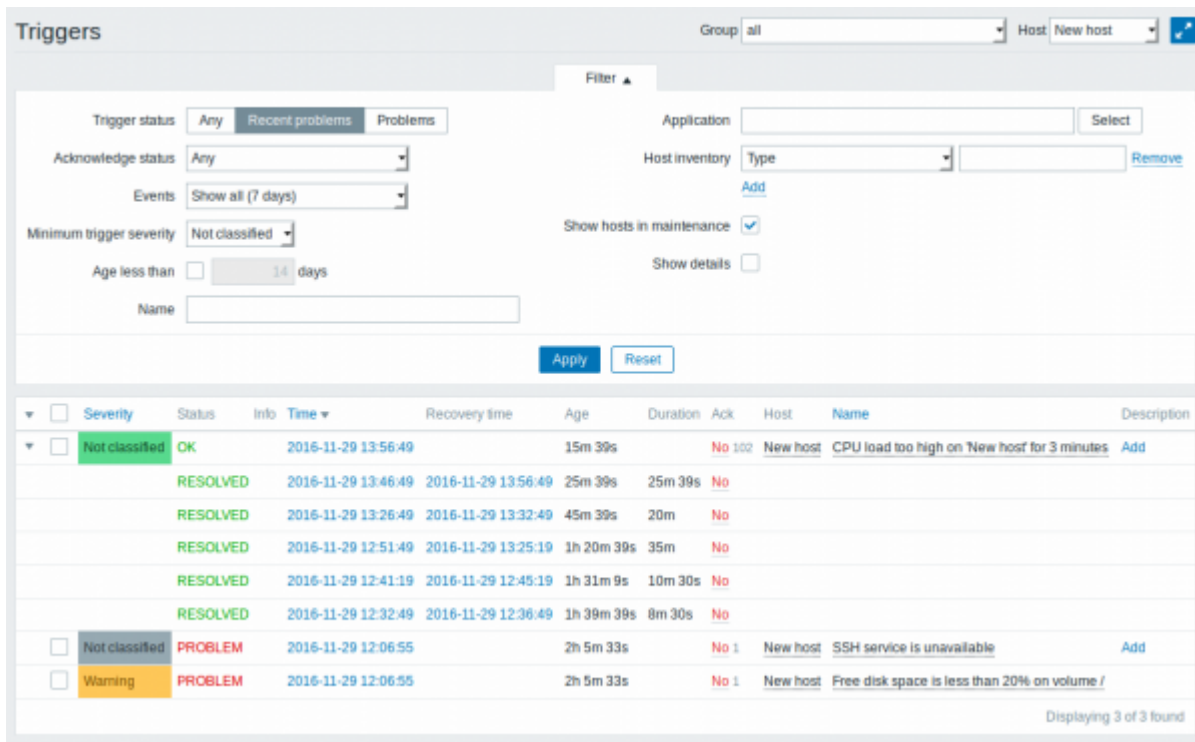 Triggers Group all Host New host
Filter ▲
Trigger status Any Recent problems Problems Application Select
Acknowledge status Any Host inventory Type Remove
Events Show all (7 days) Add
Minimum trigger severity Not classified Show hosts in maintenance
Age less than 14 days Show details
Name
Apply Reset
Severity Status Info Time ▼ Recovery time Age Duration Ack Host Name Description
Not classified OK 2016-11-29 13:56:49 15m 39s No 102 New host CPU load too high on 'New host' for 3 minutes Add
RESOLVED 2016-11-29 13:46:49 2016-11-29 13:56:49 25m 39s 25m 39s No
RESOLVED 2016-11-29 13:26:49 2016-11-29 13:32:49 45m 39s 20m No
RESOLVED 2016-11-29 12:51:49 2016-11-29 13:25:19 1h 20m 39s 35m No
RESOLVED 2016-11-29 12:41:19 2016-11-29 12:45:19 1h 31m 9s 10m 30s No
RESOLVED 2016-11-29 12:32:49 2016-11-29 12:36:49 1h 39m 39s 8m 30s No
Not classified PROBLEM 2016-11-29 12:06:55 2h 5m 33s No 1 New host SSH service is unavailable Add
Warning PROBLEM 2016-11-29 12:06:55 2h 5m 33s No 1 New host Free disk space is less than 20% on volume /
Displaying 3 of 3 found